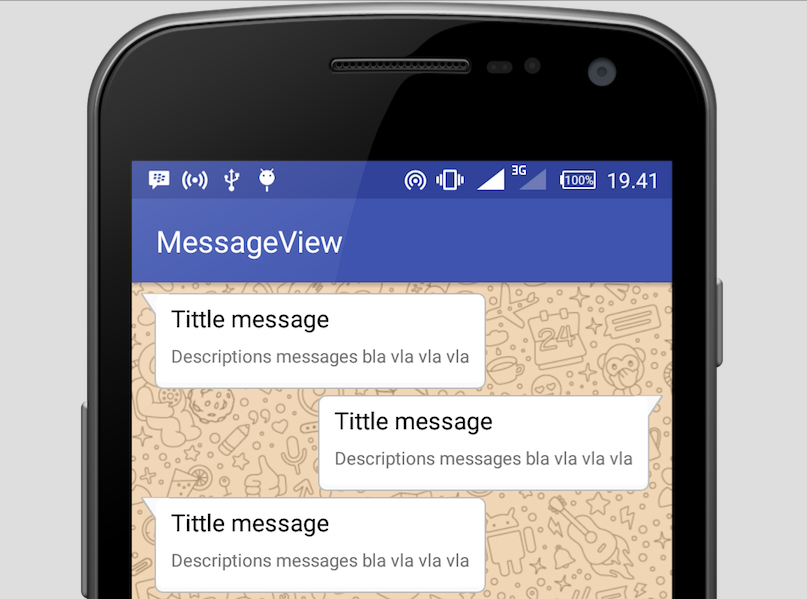 3G
100%
19.41
MessageView
Tittle message
Descriptions messages bla vla vla vla
24
Tittle message
Descriptions messages bla vla vla vla
Tittle message
Descriptions messages bla vla vla vla